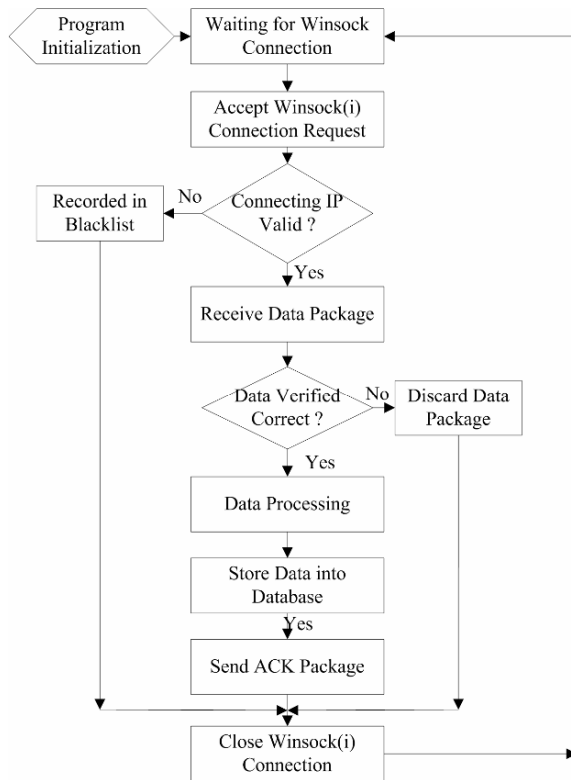 Program
Initialization
Waiting for Winsock
Connection
Accept Winsock(i)
Connection Request
Connecting IP
Valid ?
No
Recorded in
Blacklist
Yes
Receive Data Package
Data Verified
Correct ?
No
Discard Data
Package
Yes
Data Processing
Store Data into
Database
Yes
Send ACK Package
Close Winsock(i)
Connection